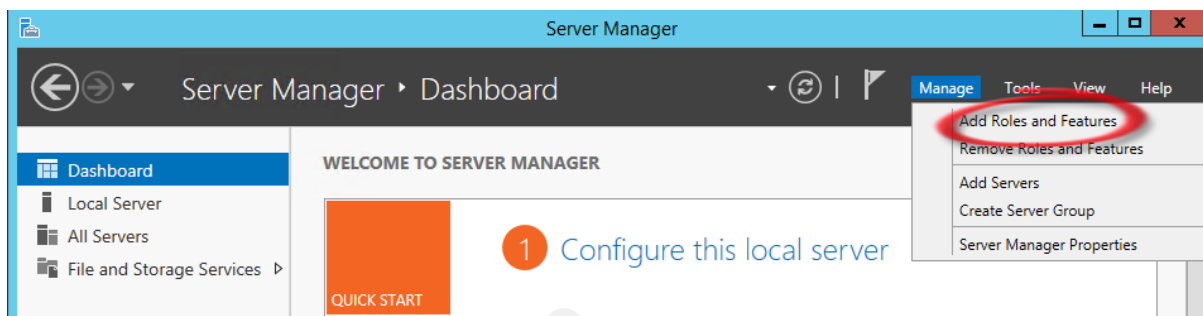 Server Manager
Server Manager • Dashboard
Manage Tools View Help
Add Roles and Features
Remove Roles and Features
Add Servers
Create Server Group
Server Manager Properties
Dashboard
Local Server
All Servers
File and Storage Services
WELCOME TO SERVER MANAGER
QUICK START
1 Configure this local server